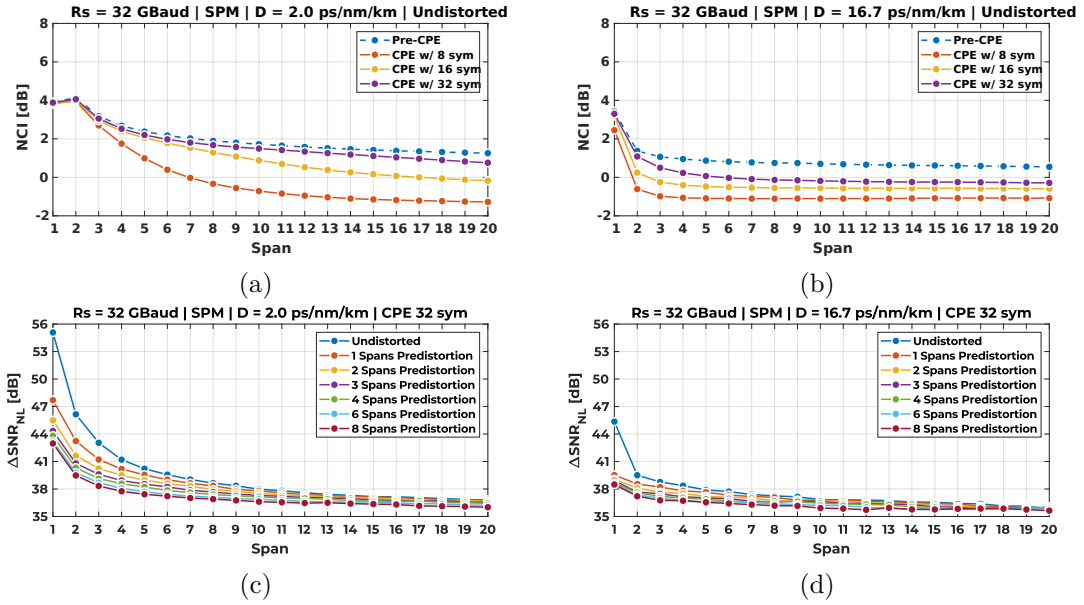 Rs = 32 GBaud | SPM | D = 2.0 ps/nm/km | Undistorted
8
6
4
2
0
-2
NCI [dB]
Pre-CPE
CPE w/ 8 sym
CPE w/ 16 sym
CPE w/ 32 sym
1 2 3 4 5 6 7 8 9 10 11 12 13 14 15 16 17 18 19 20
Span
(a)
Rs = 32 GBaud | SPM | D = 16.7 ps/nm/km | Undistorted
8
6
4
2
0
-2
NCI [dB]
Pre-CPE
CPE w/ 8 sym
CPE w/ 16 sym
CPE w/ 32 sym
1 2 3 4 5 6 7 8 9 10 11 12 13 14 15 16 17 18 19 20
Span
(b)
Rs = 32 GBaud | SPM | D = 2.0 ps/nm/km | CPE 32 sym
56
53
50
47
44
41
38
35
ΔSNR_NL [dB]
Undistorted
1 Spans Predistortion
2 Spans Predistortion
3 Spans Predistortion
4 Spans Predistortion
6 Spans Predistortion
8 Spans Predistortion
1 2 3 4 5 6 7 8 9 10 11 12 13 14 15 16 17 18 19 20
Span
(c)
Rs = 32 GBaud | SPM | D = 16.7 ps/nm/km | CPE 32 sym
56
53
50
47
44
41
38
35
ΔSNR_NL [dB]
Undistorted
1 Spans Predistortion
2 Spans Predistortion
3 Spans Predistortion
4 Spans Predistortion
6 Spans Predistortion
8 Spans Predistortion
1 2 3 4 5 6 7 8 9 10 11 12 13 14 15 16 17 18 19 20
Span
(d)